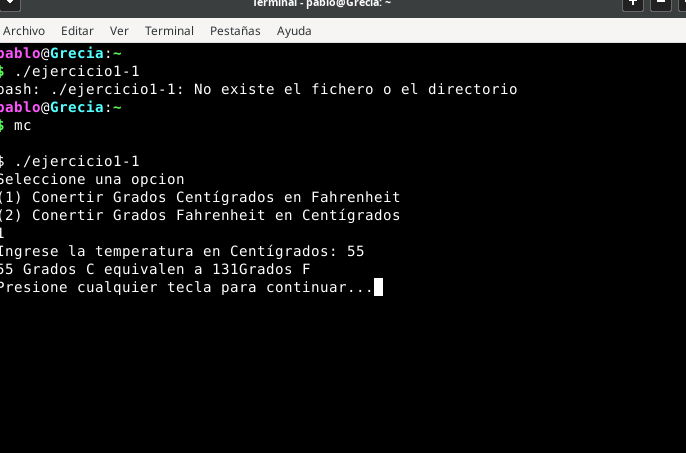 Terminal - pablo@Grecia: ~
Archivo Editar Ver Terminal Pestañas Ayuda
pablo@Grecia:~
$ ./ejercicio1-1
bash: ./ejercicio1-1: No existe el fichero o el directorio
pablo@Grecia:~
$ mc
$ ./ejercicio1-1
Seleccione una opcion
(1) Conertir Grados Centígrados en Fahrenheit
(2) Conertir Grados Fahrenheit en Centígrados
1
Ingrese la temperatura en Centígrados: 55
55 Grados C equivalen a 131Grados F
Presione cualquier tecla para continuar...